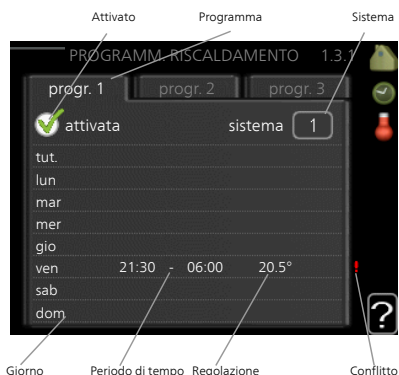 Attivato Programma Sistema
PROGRAMM. RISCALDAMENTO 1.3.1
progr. 1 progr. 2 progr. 3
attivata sistema 1
tut.
lun
mar
mer
gio
ven 21:30 - 06:00 20.5° !
sab
dom
?
Giorno Periodo di tempo Regolazione Conflitto